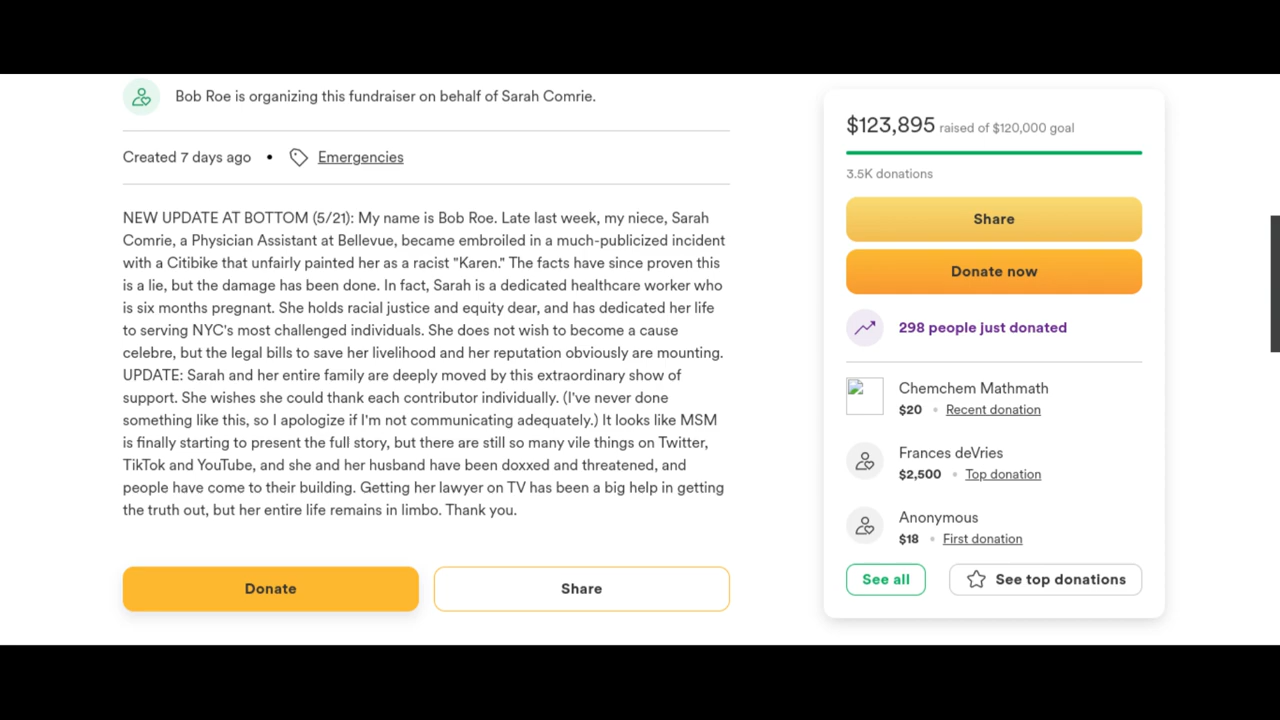 Bob Roe is organizing this fundraiser on behalf of Sarah Comrie.
Created 7 days ago • Emergencies
NEW UPDATE AT BOTTOM (5/21): My name is Bob Roe. Late last week, my niece, Sarah
Comrie, a Physician Assistant at Bellevue, became embroiled in a much-publicized incident
with a Citibike that unfairly painted her as a racist "Karen." The facts have since proven this
is a lie, but the damage has been done. In fact, Sarah is a dedicated healthcare worker who
is six months pregnant. She holds racial justice and equity dear, and has dedicated her life
to serving NYC's most challenged individuals. She does not wish to become a cause
celebre, but the legal bills to save her livelihood and her reputation obviously are mounting.
UPDATE: Sarah and her entire family are deeply moved by this extraordinary show of
support. She wishes she could thank each contributor individually. (I've never done
something like this, so I apologize if I'm not communicating adequately.) It looks like MSM
is finally starting to present the full story, but there are still so many vile things on Twitter,
TikTok and YouTube, and she and her husband have been doxxed and threatened, and
people have come to their building. Getting her lawyer on TV has been a big help in getting
the truth out, but her entire life remains in limbo. Thank you.
Donate
Share
$123,895 raised of $120,000 goal
3.5K donations
Share
Donate now
298 people just donated
Chemchem Mathmath
$20 • Recent donation
Frances deVries
$2,500 • Top donation
Anonymous
$18 • First donation
See all
See top donations